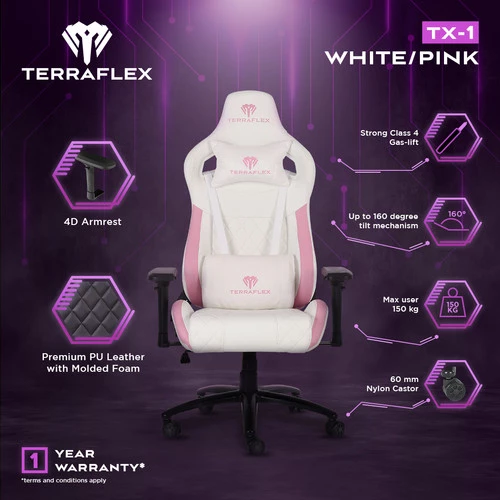 TERRAFLEX
TX-1
WHITE/PINK
TERRAFLEX
TERRAFLEX
TERRAFLEX
4D Armrest
Premium PU Leather
with Molded Foam
Strong Class 4
Gas-lift
Up to 160 degree
tilt mechanism
160°
Max user
150 kg
150
KG
60 mm
Nylon Castor
1 YEAR
WARRANTY*
*terms and conditions apply